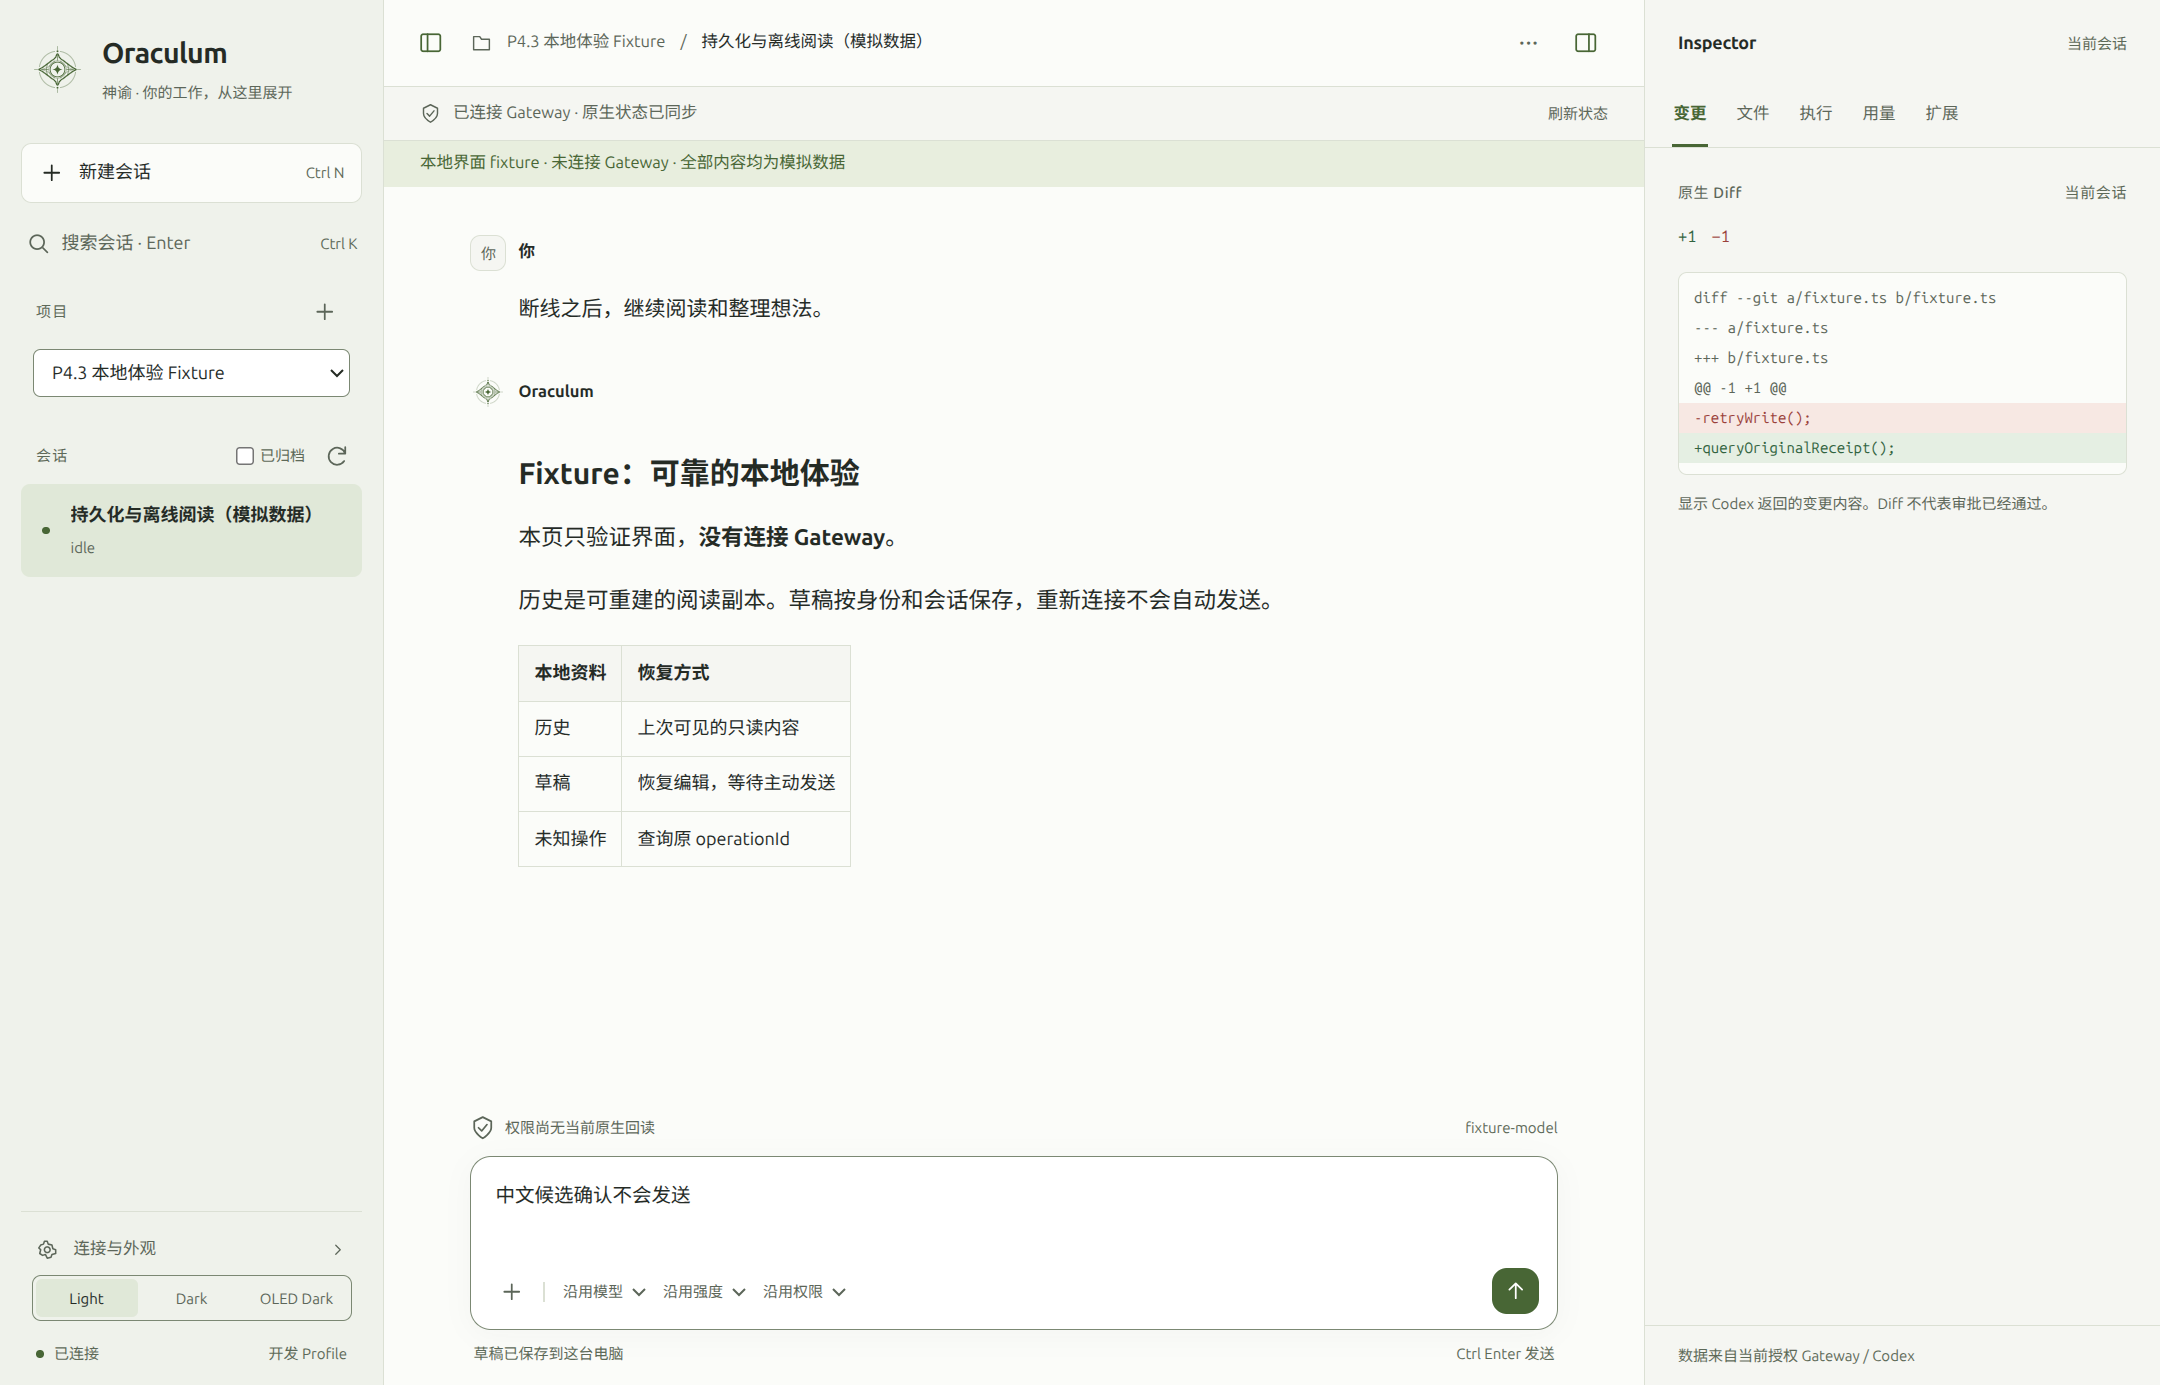 Oraculum
神谕 · 你的工作，从这里展开
新建会话
Ctrl N
搜索会话 · Enter
Ctrl K
项目
P4.3 本地体验 Fixture
会话
已归档
持久化与离线阅读（模拟数据）
idle
连接与外观
Light
Dark
OLED Dark
已连接
开发 Profile
P4.3 本地体验 Fixture / 持久化与离线阅读（模拟数据）
已连接 Gateway · 原生状态已同步
刷新状态
本地界面 fixture · 未连接 Gateway · 全部内容均为模拟数据
你 你
断线之后，继续阅读和整理想法。
Oraculum
Fixture：可靠的本地体验
本页只验证界面，没有连接 Gateway。
历史是可重建的阅读副本。草稿按身份和会话保存，重新连接不会自动发送。
本地资料 恢复方式
历史 上次可见的只读内容
草稿 恢复编辑，等待主动发送
未知操作 查询原 operationId
权限尚无当前原生回读
fixture-model
中文候选确认不会发送
沿用模型 沿用强度 沿用权限
草稿已保存到这台电脑
Ctrl Enter 发送
Inspector
当前会话
变更 文件 执行 用量 扩展
原生 Diff
当前会话
+1 −1
diff --git a/fixture.ts b/fixture.ts
--- a/fixture.ts
+++ b/fixture.ts
@@ -1 +1 @@
-retryWrite();
+queryOriginalReceipt();
显示 Codex 返回的变更内容。Diff 不代表审批已经通过。
数据来自当前授权 Gateway / Codex